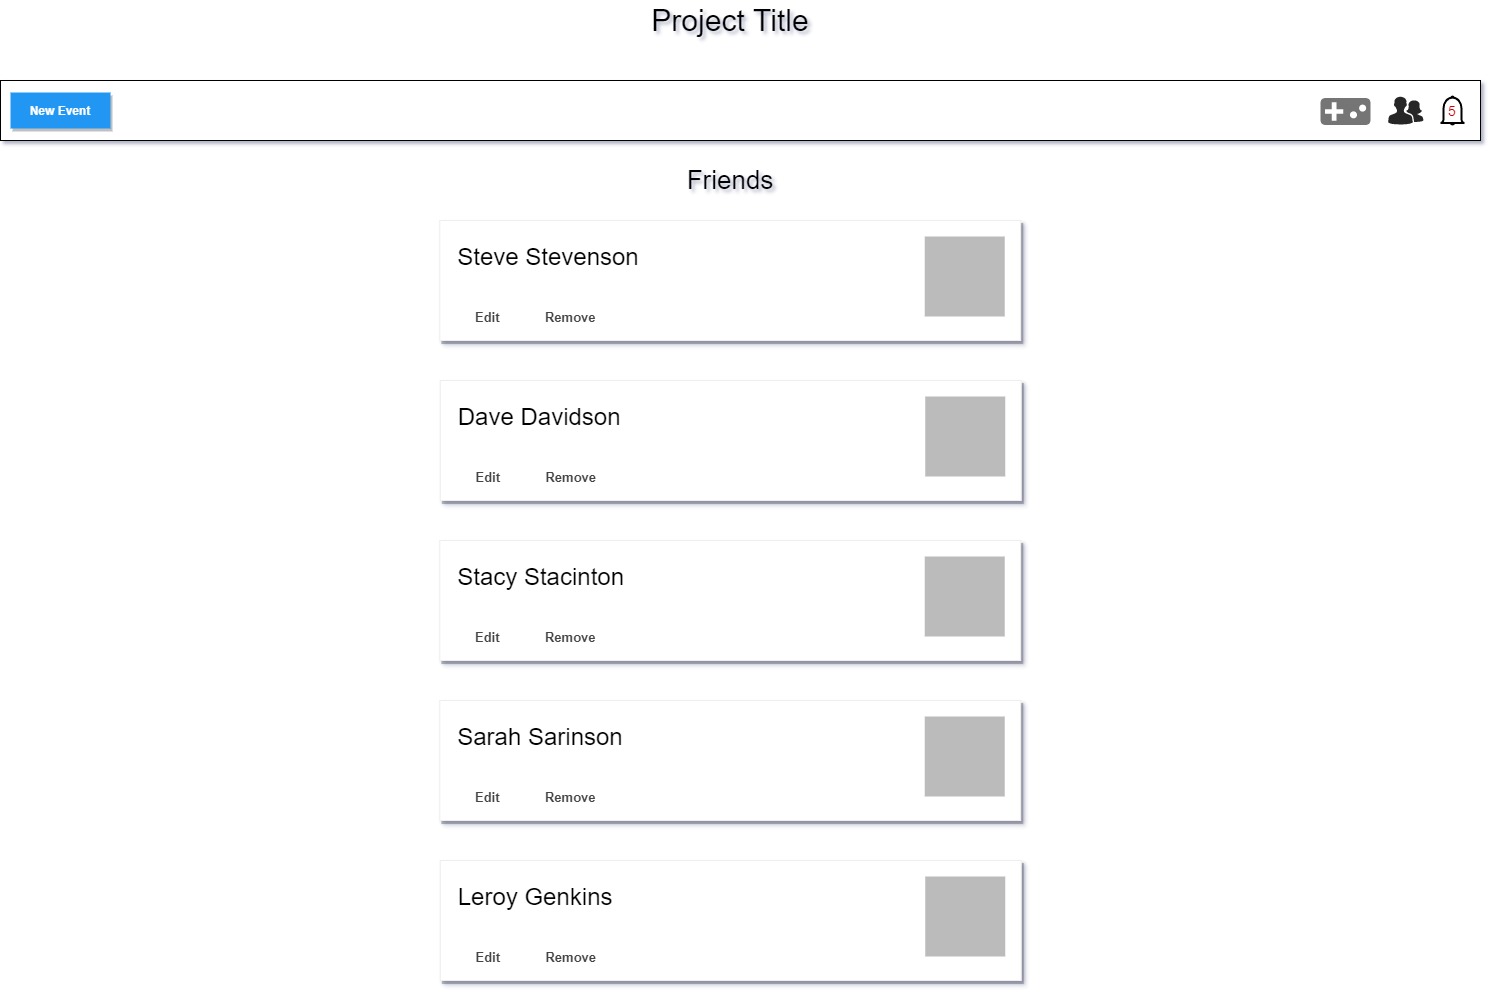 Project Title
New Event
5
Friends
Steve Stevenson
Edit Remove
Dave Davidson
Edit Remove
Stacy Stacinton
Edit Remove
Sarah Sarinson
Edit Remove
Leroy Genkins
Edit Remove